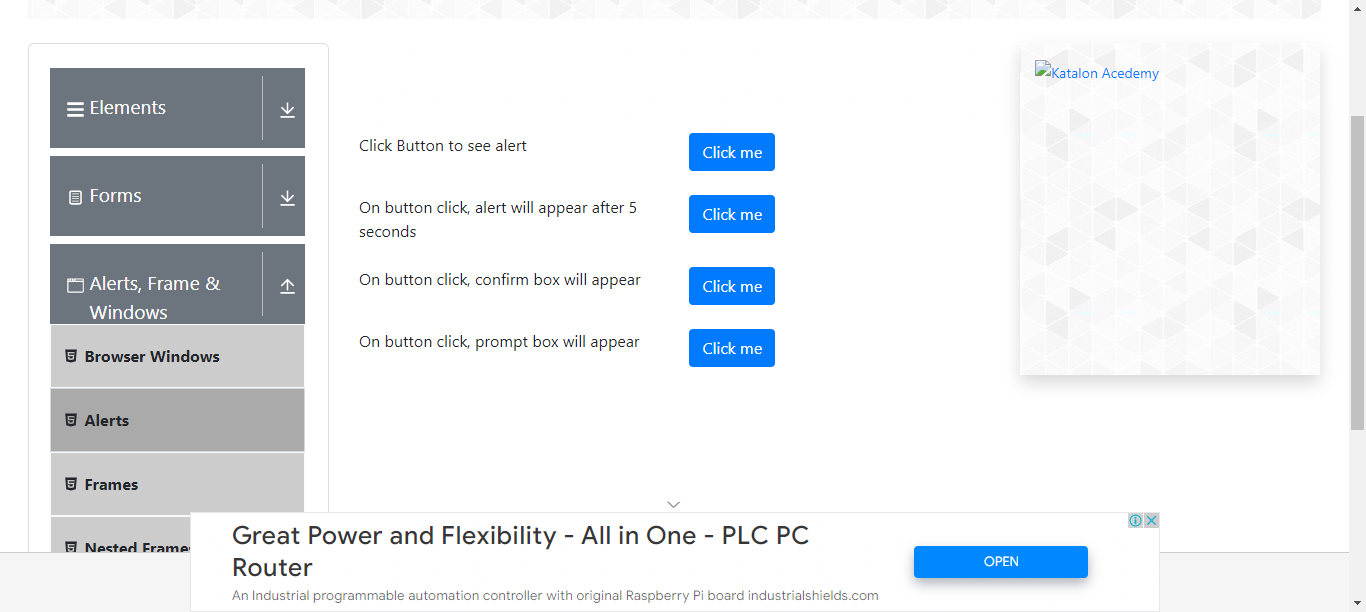 Elements
Forms
Alerts, Frame &
Windows
Browser Windows
Alerts
Frames
Nested Frames
Click Button to see alert
Click me
On button click, alert will appear after 5
seconds
Click me
On button click, confirm box will appear
Click me
On button click, prompt box will appear
Click me
Katalon Acedemy
Great Power and Flexibility - All in One - PLC PC
Router
An Industrial programmable automation controller with original Raspberry Pi board industrialshields.com
OPEN